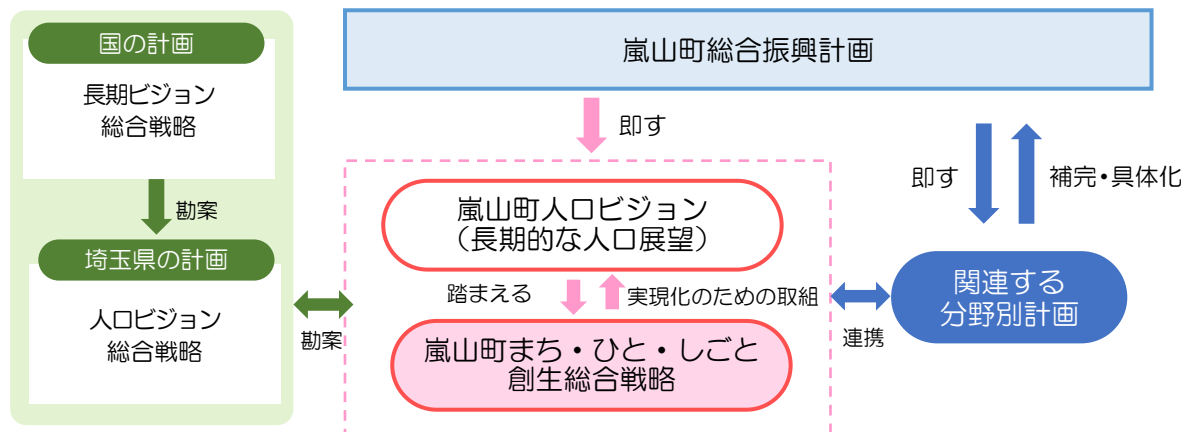 国の計画
長期ビジョン
総合戦略
勘案
埼玉県の計画
人口ビジョン
総合戦略
勘案
嵐山町総合振興計画
即す
嵐山町人口ビジョン
（長期的な人口展望）
踏まえる
実現化のための取組
嵐山町まち・ひと・しごと
創生総合戦略
即す
補完・具体化
関連する
分野別計画
連携